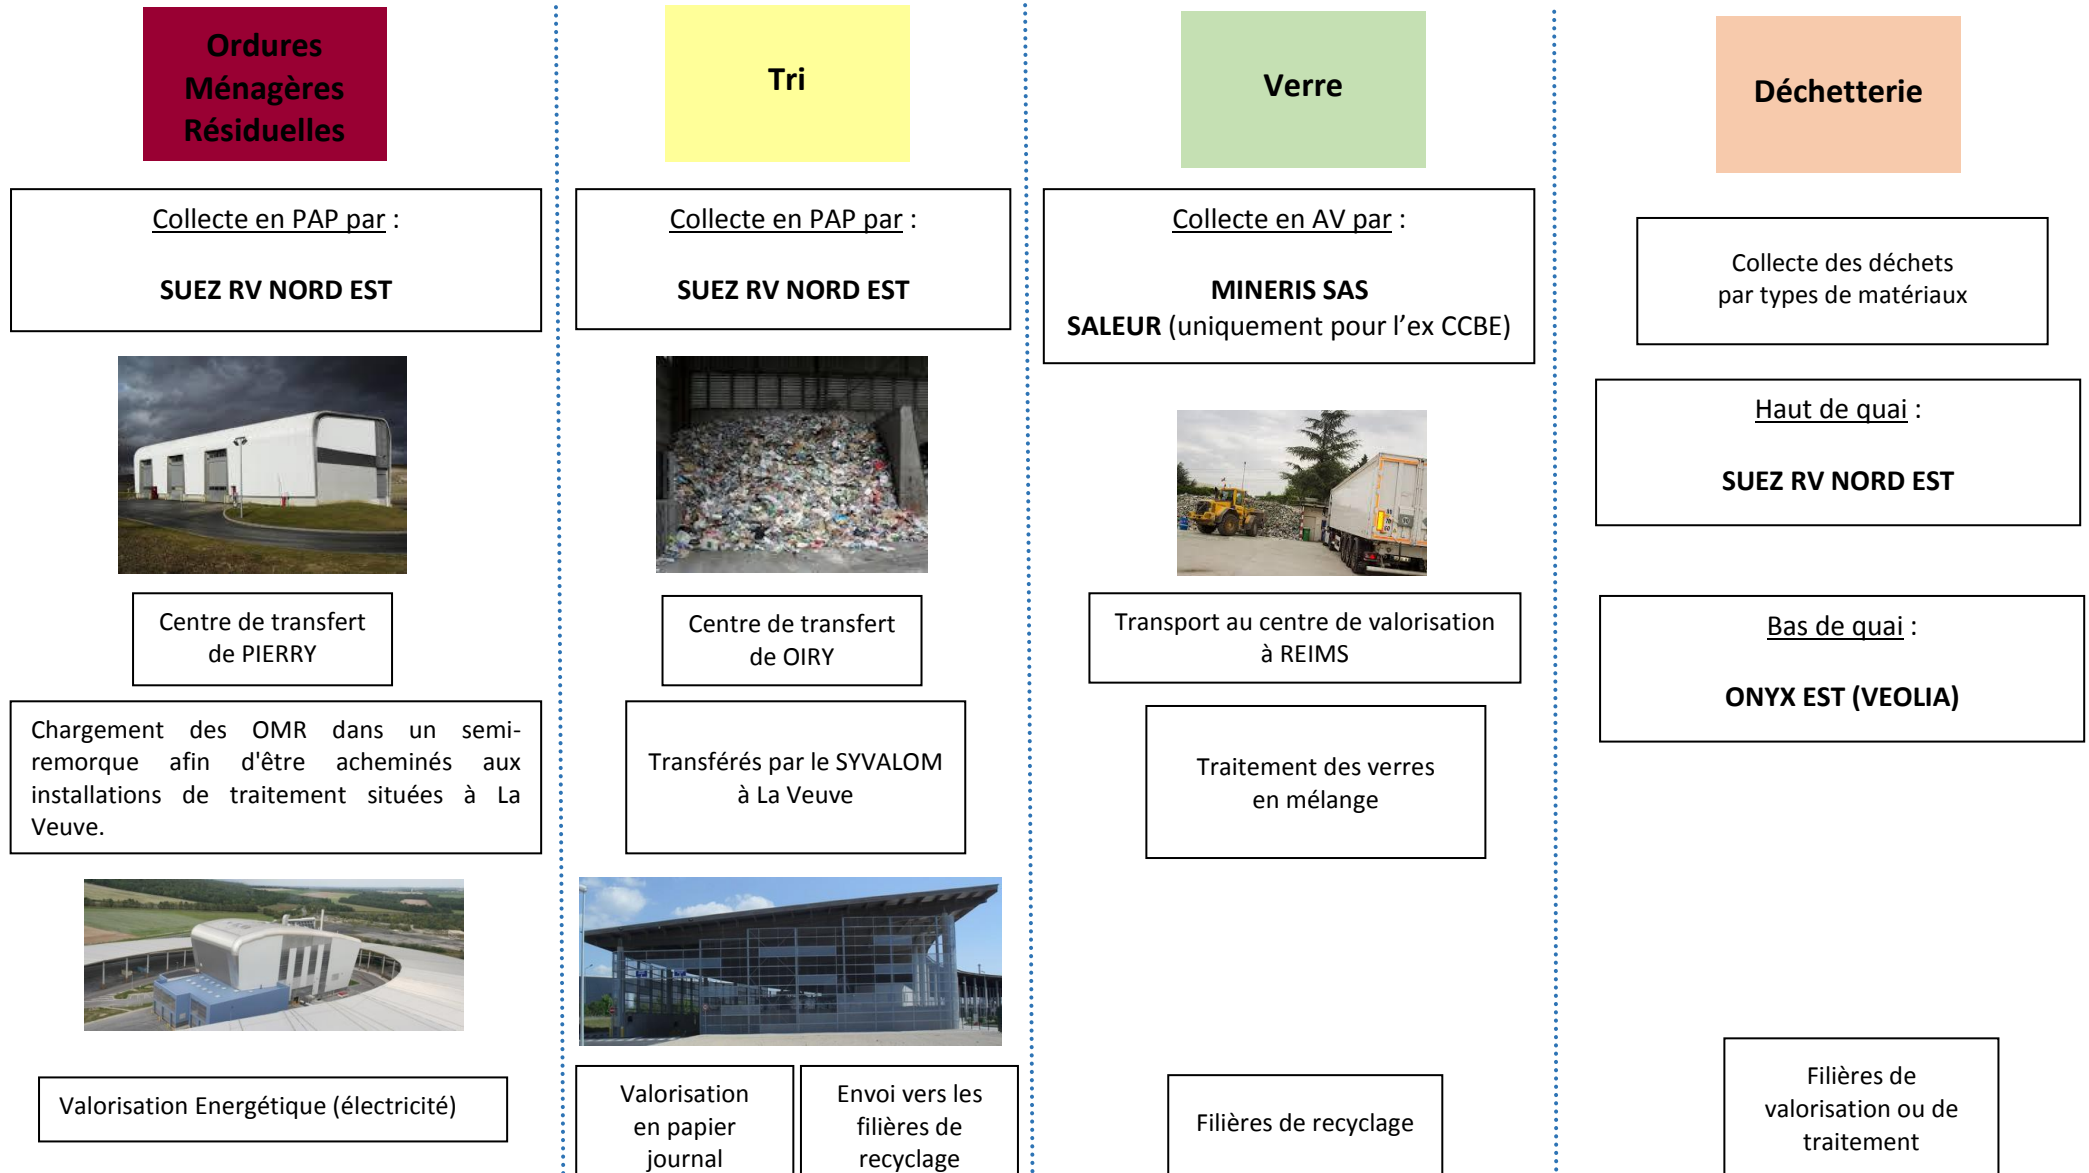 Ordures
Ménagères
Résiduelles
Collecte en PAP par :
SUEZ RV NORD EST
Centre de transfert
de PIERRY
Chargement des OMR dans un semi-
remorque afin d'être acheminés aux
installations de traitement situées à La
Veuve.
Valorisation Energétique (électricité)
Tri
Collecte en PAP par :
SUEZ RV NORD EST
Centre de transfert
de OIRY
Transférés par le SYVALOM
à La Veuve
Valorisation
en papier
journal
Envoi vers les
filières de
recyclage
Verre
Collecte en AV par :
MINERIS SAS
SALEUR (uniquement pour l'ex CCBE)
Transport au centre de valorisation
à REIMS
Traitement des verres
en mélange
Filières de recyclage
Déchetterie
Collecte des déchets
par types de matériaux
Haut de quai :
SUEZ RV NORD EST
Bas de quai :
ONYX EST (VEOLIA)
Filières de
valorisation ou de
traitement